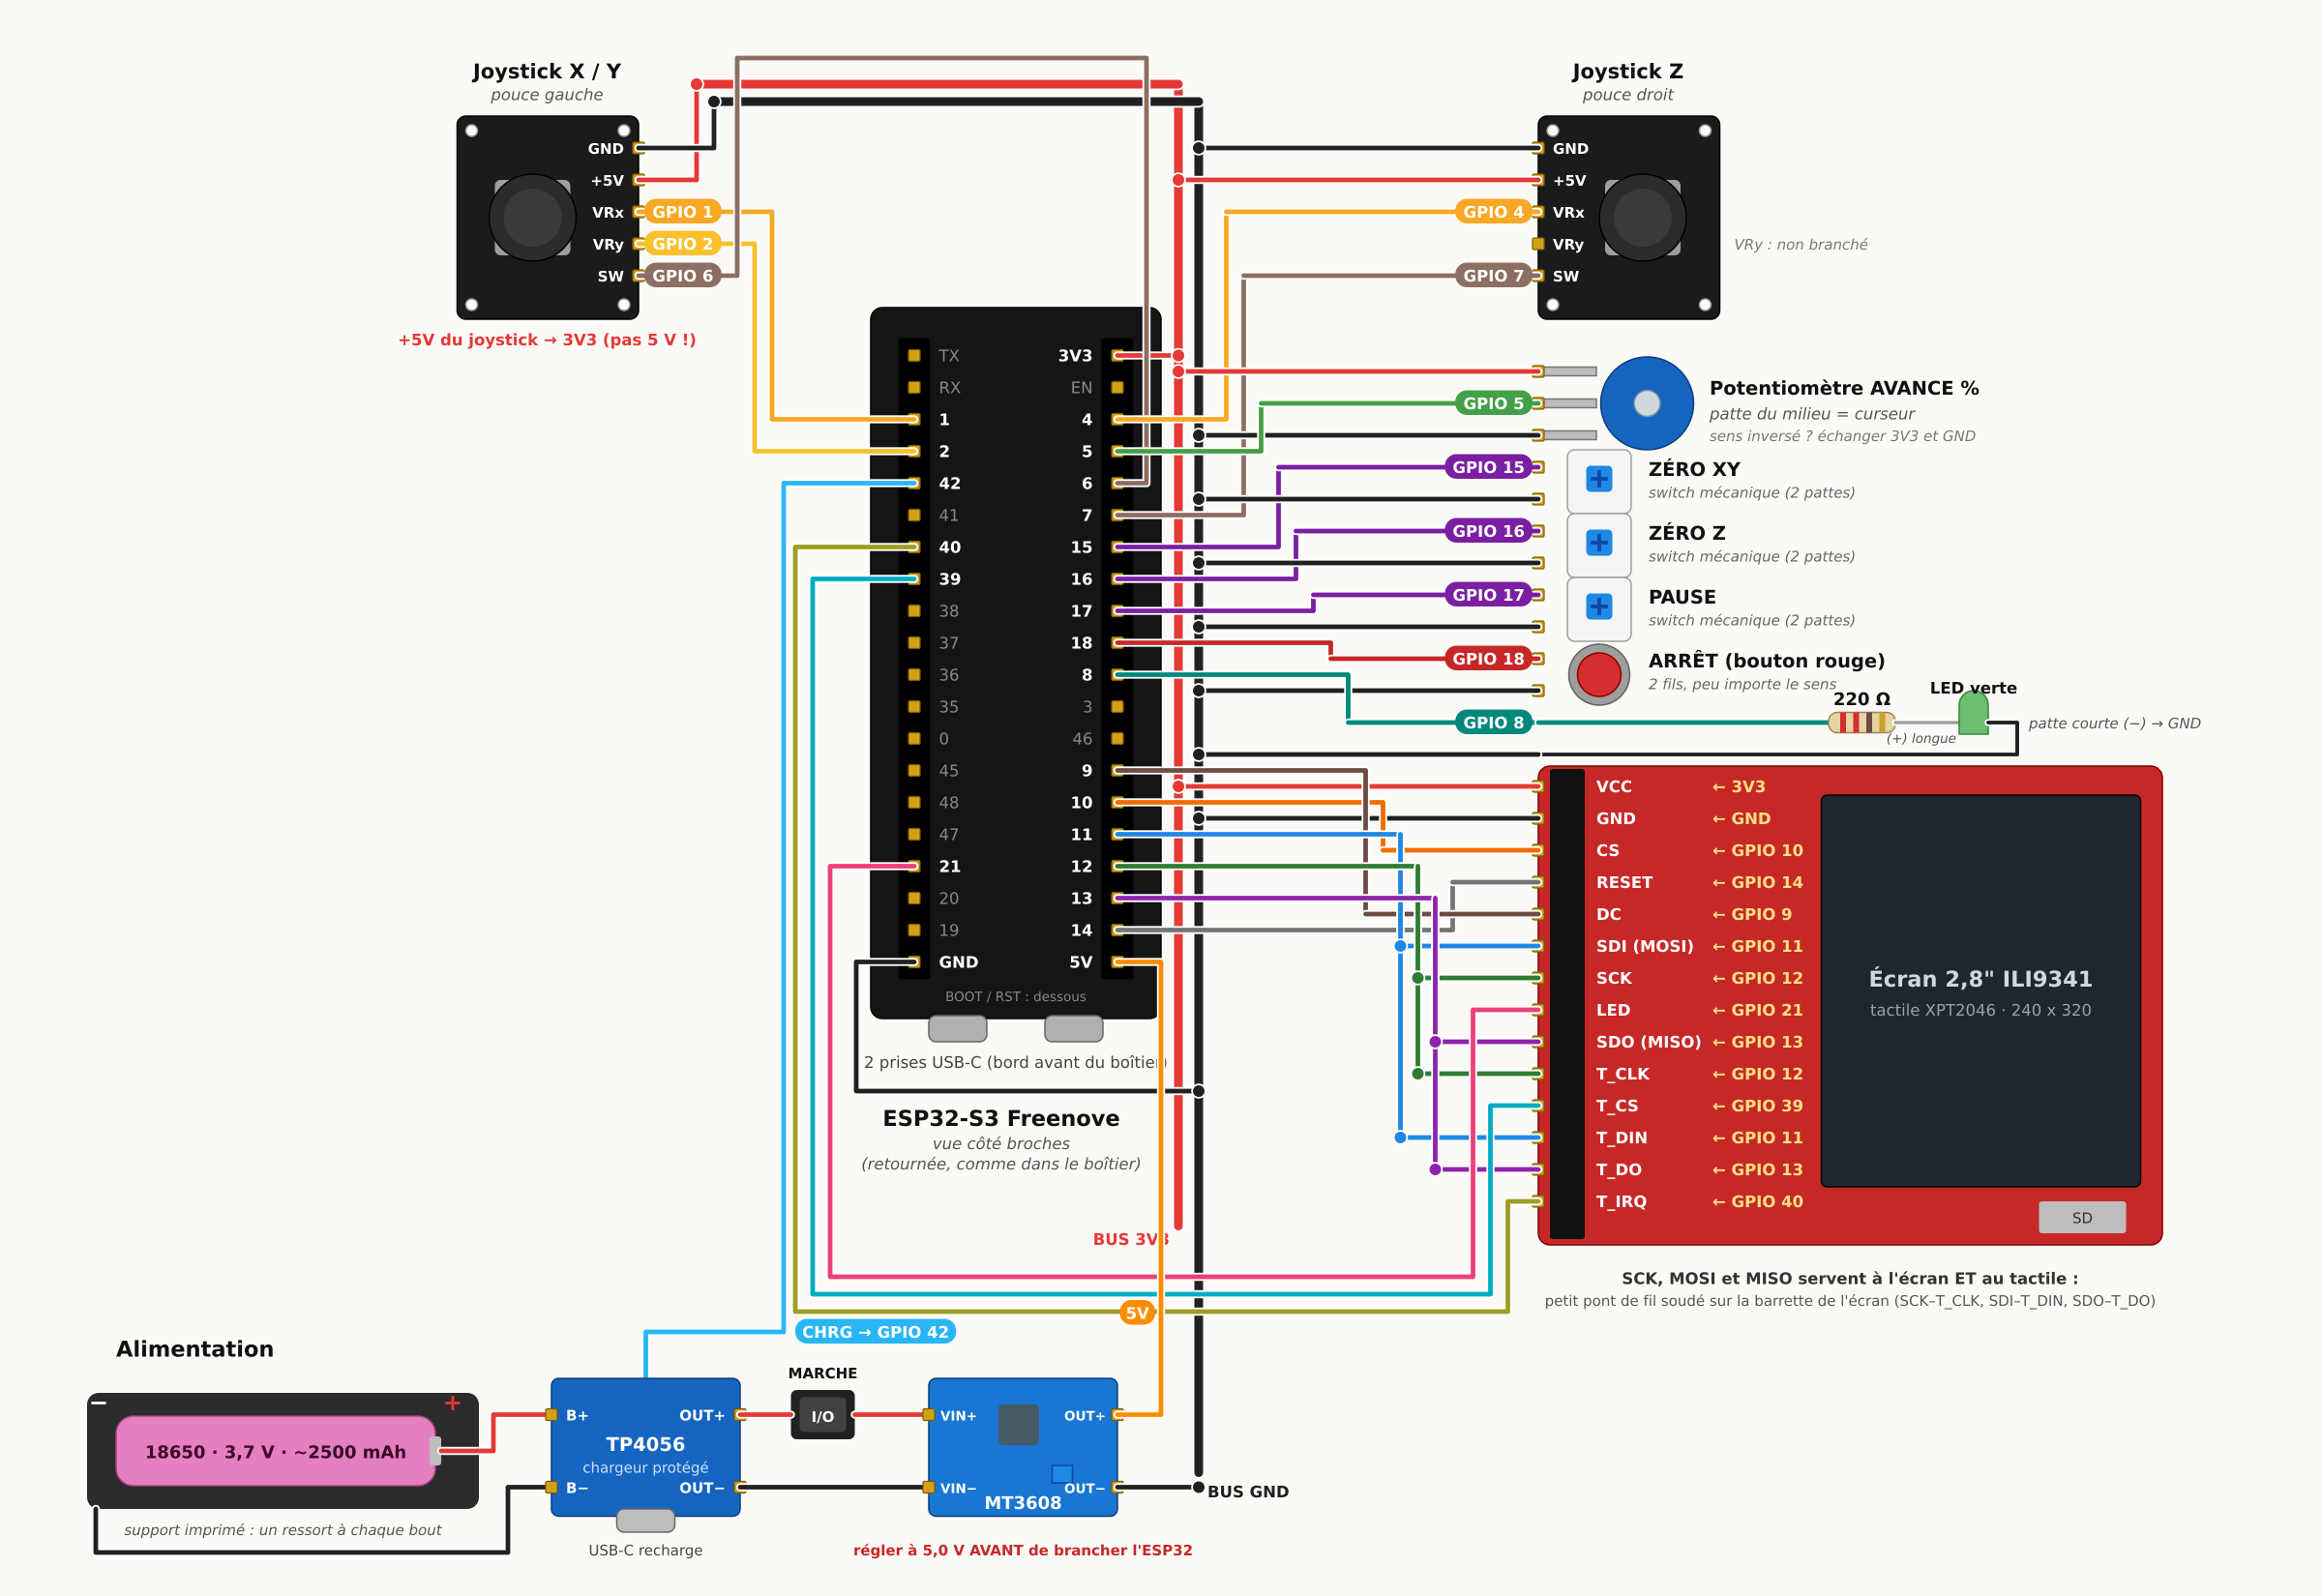 Joystick X / Y
pouce gauche
GND
+5V
VRx
VRy
SW
GPIO 1
GPIO 2
GPIO 6
+5V du joystick → 3V3 (pas 5 V !)
Joystick Z
pouce droit
GND
+5V
VRx
VRy
SW
GPIO 4
GPIO 7
VRy : non branché
TX
RX
1
2
42
41
40
39
38
37
36
35
0
45
48
47
21
20
19
GND
3V3
EN
4
5
6
7
15
16
17
18
8
3
46
9
10
11
12
13
14
5V
BOOT / RST : dessous
2 prises USB-C (bord avant du boîtier)
ESP32-S3 Freenove
vue côté broches
(retournée, comme dans le boîtier)
GPIO 5
Potentiomètre AVANCE %
patte du milieu = curseur
sens inversé ? échanger 3V3 et GND
GPIO 15
ZÉRO XY
switch mécanique (2 pattes)
GPIO 16
ZÉRO Z
switch mécanique (2 pattes)
GPIO 17
PAUSE
switch mécanique (2 pattes)
GPIO 18
ARRÊT (bouton rouge)
2 fils, peu importe le sens
GPIO 8
220 Ω
LED verte
(+) longue
patte courte (−) → GND
VCC ← 3V3
GND ← GND
CS ← GPIO 10
RESET ← GPIO 14
DC ← GPIO 9
SDI (MOSI) ← GPIO 11
SCK ← GPIO 12
LED ← GPIO 21
SDO (MISO) ← GPIO 13
T_CLK ← GPIO 12
T_CS ← GPIO 39
T_DIN ← GPIO 11
T_DO ← GPIO 13
T_IRQ ← GPIO 40
Écran 2,8" ILI9341
tactile XPT2046 · 240 x 320
SD
SCK, MOSI et MISO servent à l'écran ET au tactile :
petit pont de fil soudé sur la barrette de l'écran (SCK–T_CLK, SDI–T_DIN, SDO–T_DO)
BUS 3V3
5V
CHRG → GPIO 42
Alimentation
−
+
18650 · 3,7 V · ~2500 mAh
support imprimé : un ressort à chaque bout
B+
OUT+
TP4056
chargeur protégé
B−
OUT−
USB-C recharge
MARCHE
I/O
VIN+
OUT+
VIN−
OUT−
MT3608
régler à 5,0 V AVANT de brancher l'ESP32
BUS GND